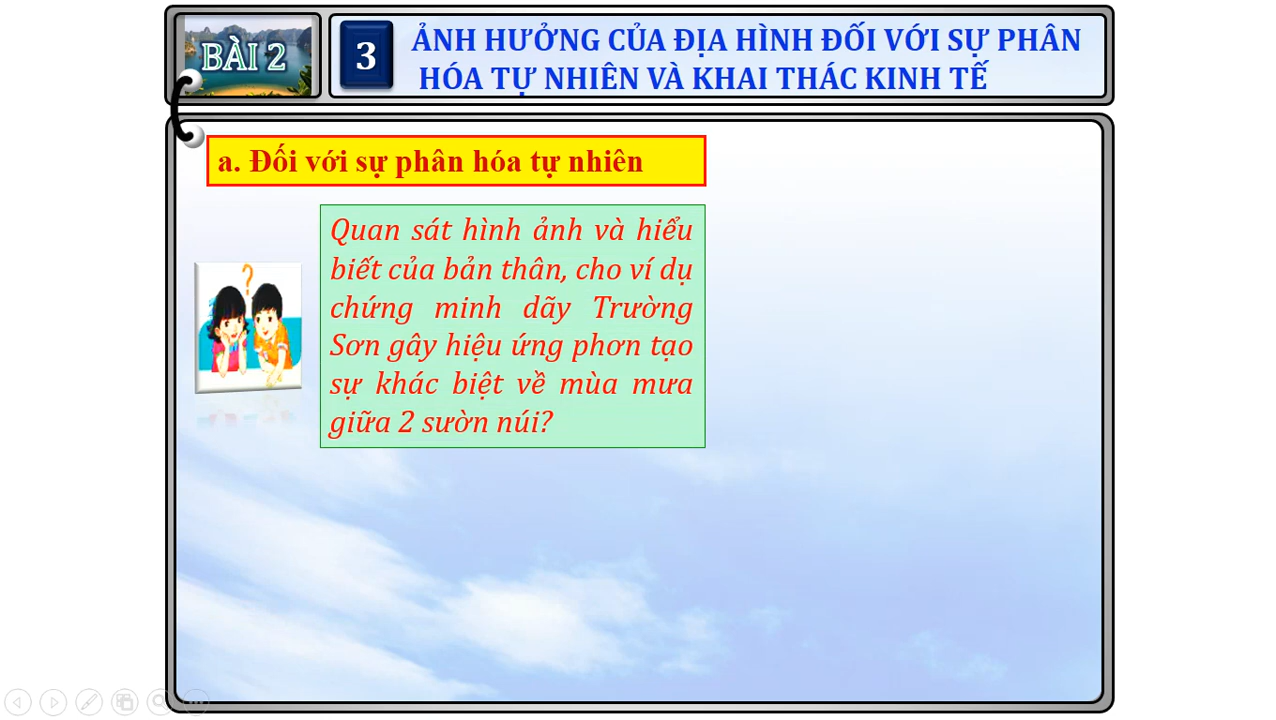 BÀI 2
3
ẢNH HƯỞNG CỦA ĐỊA HÌNH ĐỐI VỚI SỰ PHÂN
HÓA TỰ NHIÊN VÀ KHAI THÁC KINH TẾ
a. Đối với sự phân hóa tự nhiên
Quan sát hình ảnh và hiểu
biết của bản thân, cho ví dụ
chứng minh dãy Trường
Sơn gây hiệu ứng phơn tạo
sự khác biệt về mùa mưa
giữa 2 sườn núi?
?